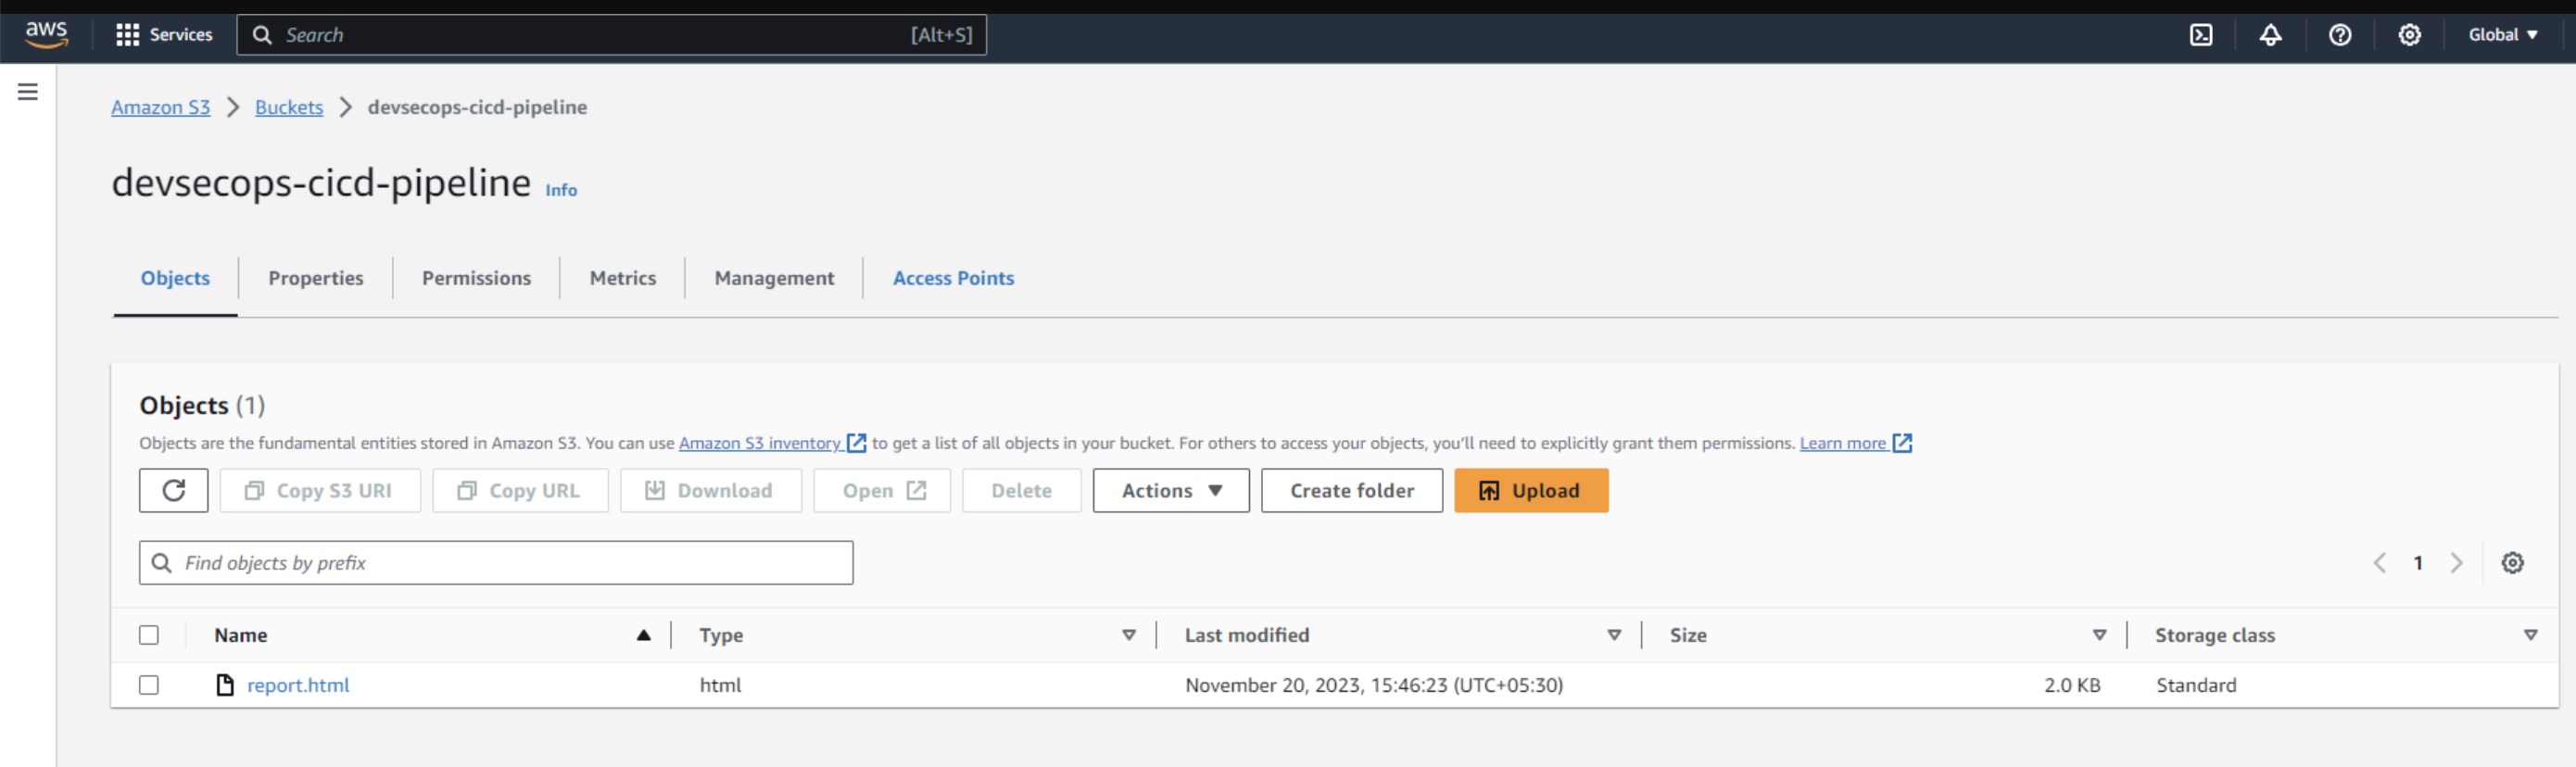 aws Services Search [Alt+S] Global
Amazon S3 > Buckets > devsecops-cicd-pipeline
devsecops-cicd-pipeline Info
Objects Properties Permissions Metrics Management Access Points
Objects (1)
Objects are the fundamental entities stored in Amazon S3. You can use Amazon S3 inventory to get a list of all objects in your bucket. For others to access your objects, you'll need to explicitly grant them permissions. Learn more
Copy S3 URI Copy URL Download Open Delete Actions Create folder Upload
Find objects by prefix 1
Name Type Last modified Size Storage class
report.html html November 20, 2023, 15:46:23 (UTC+05:30) 2.0 KB Standard